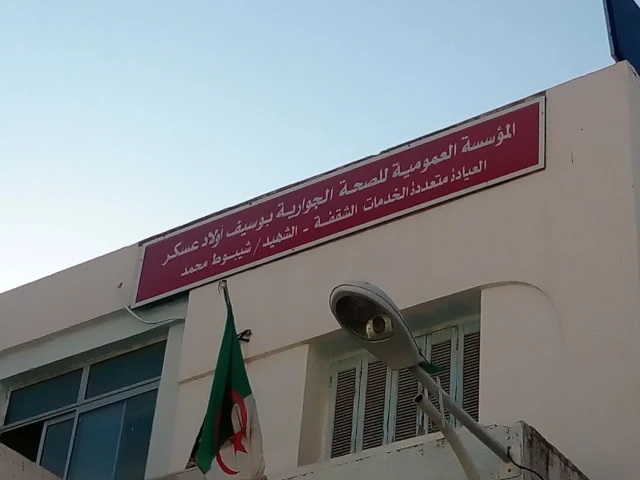 المؤسسة العمومية للصحة الجوارية بوسيف أولاد عسكر
العيادة متعددة الخدمات الشقفة - الشهيد/ شيبوط محمد